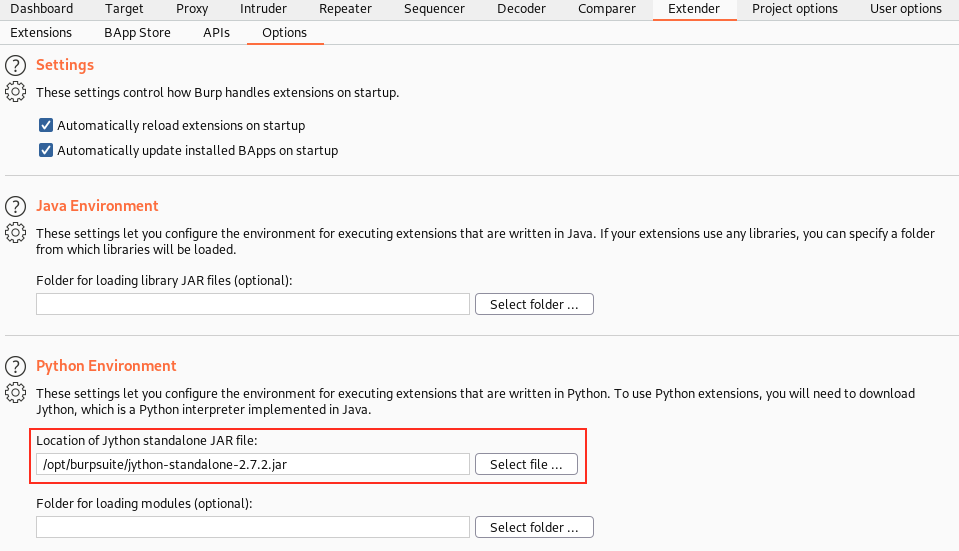 Dashboard Target Proxy Intruder Repeater Sequencer Decoder Comparer Extender Project options User options
Extensions BApp Store APIs Options
Settings
These settings control how Burp handles extensions on startup.
Automatically reload extensions on startup
Automatically update installed BApps on startup
Java Environment
These settings let you configure the environment for executing extensions that are written in Java. If your extensions use any libraries, you can specify a folder
from which libraries will be loaded.
Folder for loading library JAR files (optional):
Select folder ...
Python Environment
These settings let you configure the environment for executing extensions that are written in Python. To use Python extensions, you will need to download
Jython, which is a Python interpreter implemented in Java.
Location of Jython standalone JAR file:
/opt/burpsuite/jython-standalone-2.7.2.jar Select file ...
Folder for loading modules (optional):
Select folder ...